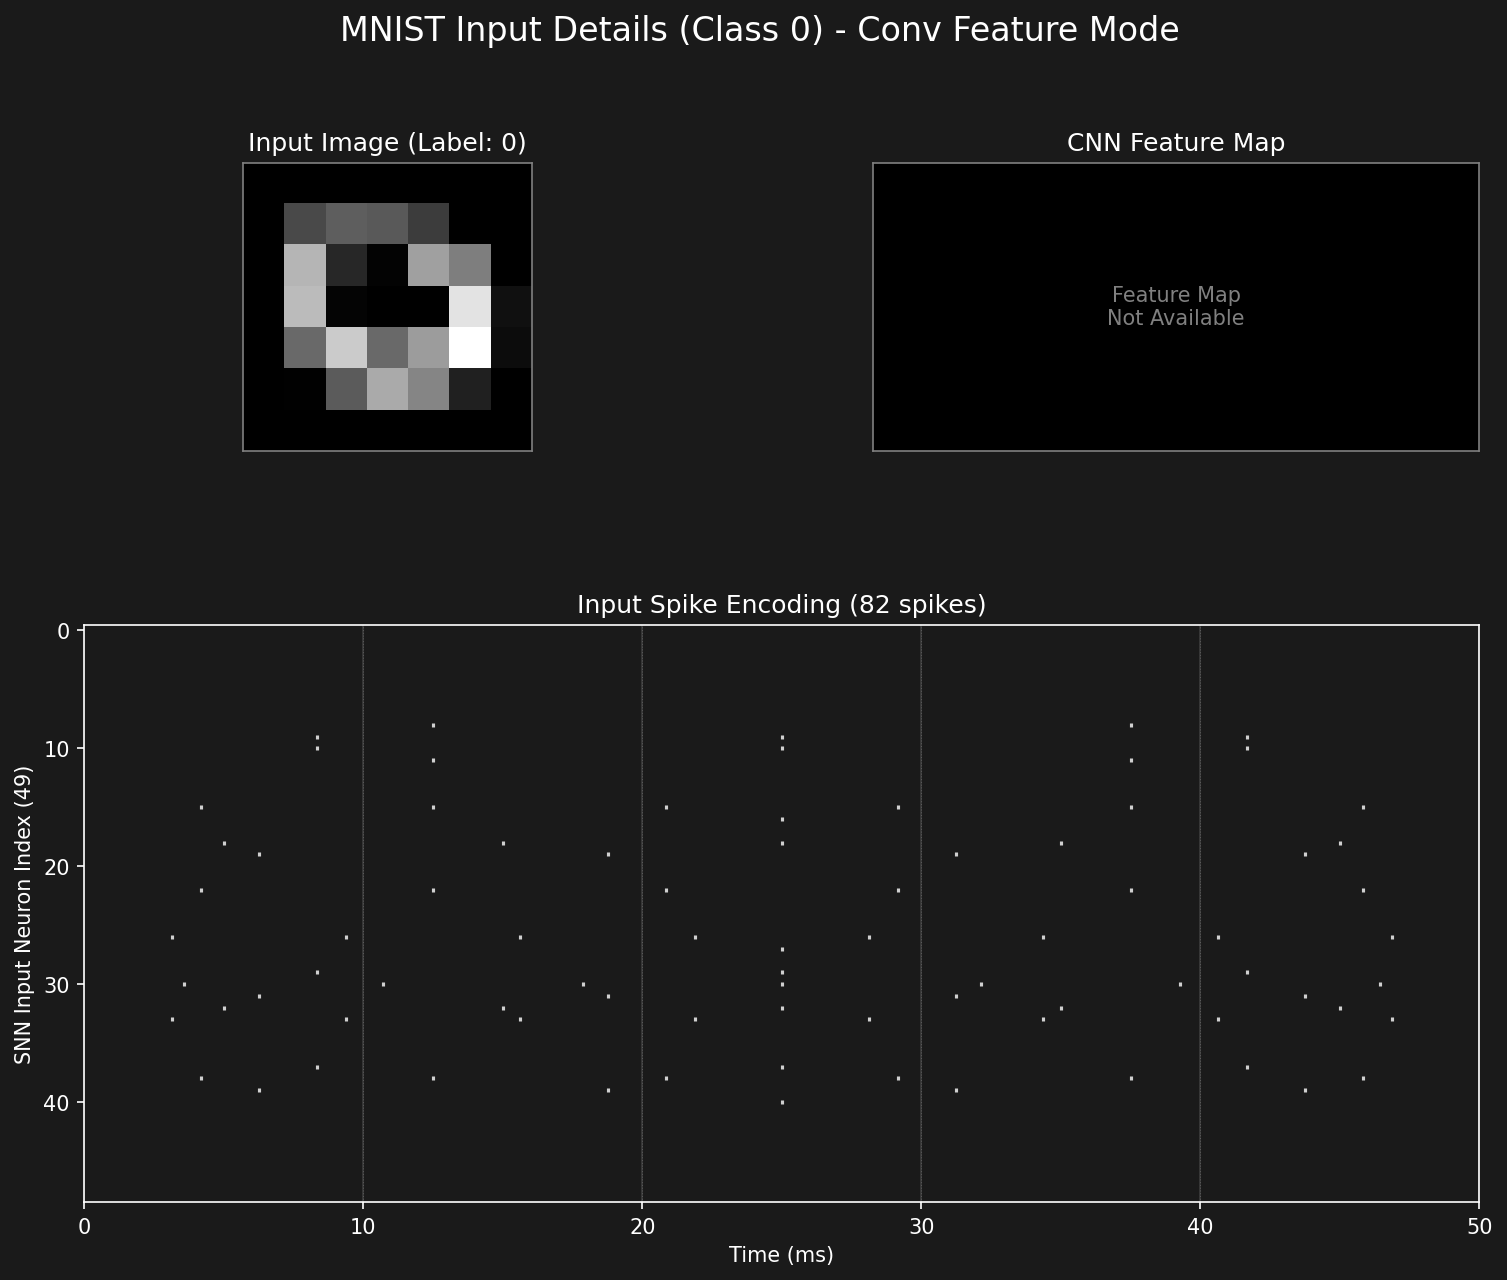 MNIST Input Details (Class 0) - Conv Feature Mode
Input Image (Label: 0)
CNN Feature Map
Feature Map
Not Available
Input Spike Encoding (82 spikes)
0
10
20
30
40
SNN Input Neuron Index (49)
0
10
20
30
40
50
Time (ms)